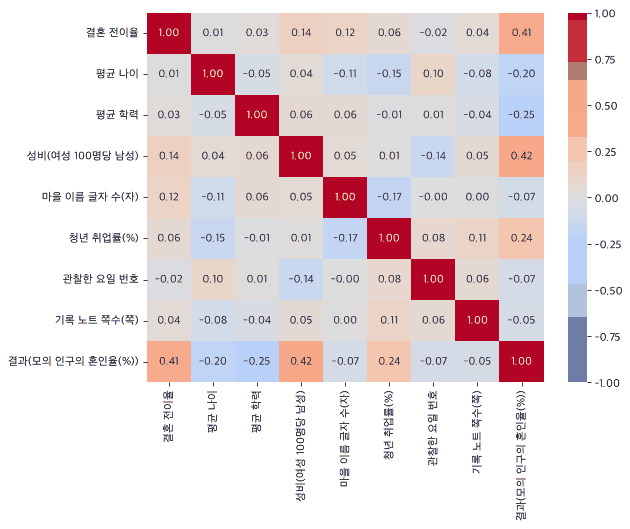 결혼 전이율 1.00 0.01 0.03 0.14 0.12 0.06 −0.02 0.04 0.41
평균 나이 0.01 1.00 −0.05 0.04 −0.11 −0.15 0.10 −0.08 −0.20
평균 학력 0.03 −0.05 1.00 0.06 0.06 −0.01 0.01 −0.04 −0.25
성비(여성 100명당 남성) 0.14 0.04 0.06 1.00 0.05 0.01 −0.14 0.05 0.42
마을 이름 글자 수(자) 0.12 −0.11 0.06 0.05 1.00 −0.17 −0.00 0.00 −0.07
청년 취업률(%) 0.06 −0.15 −0.01 0.01 −0.17 1.00 0.08 0.11 0.24
관찰한 요일 번호 −0.02 0.10 0.01 −0.14 −0.00 0.08 1.00 0.06 −0.07
기록 노트 쪽수(쪽) 0.04 −0.08 −0.04 0.05 0.00 0.11 0.06 1.00 −0.05
결과(모의 인구의 혼인율(%)) 0.41 −0.20 −0.25 0.42 −0.07 0.24 −0.07 −0.05 1.00
결혼 전이율
평균 나이
평균 학력
성비(여성 100명당 남성)
마을 이름 글자 수(자)
청년 취업률(%)
관찰한 요일 번호
기록 노트 쪽수(쪽)
결과(모의 인구의 혼인율(%))
1.00
0.75
0.50
0.25
0.00
−0.25
−0.50
−0.75
−1.00